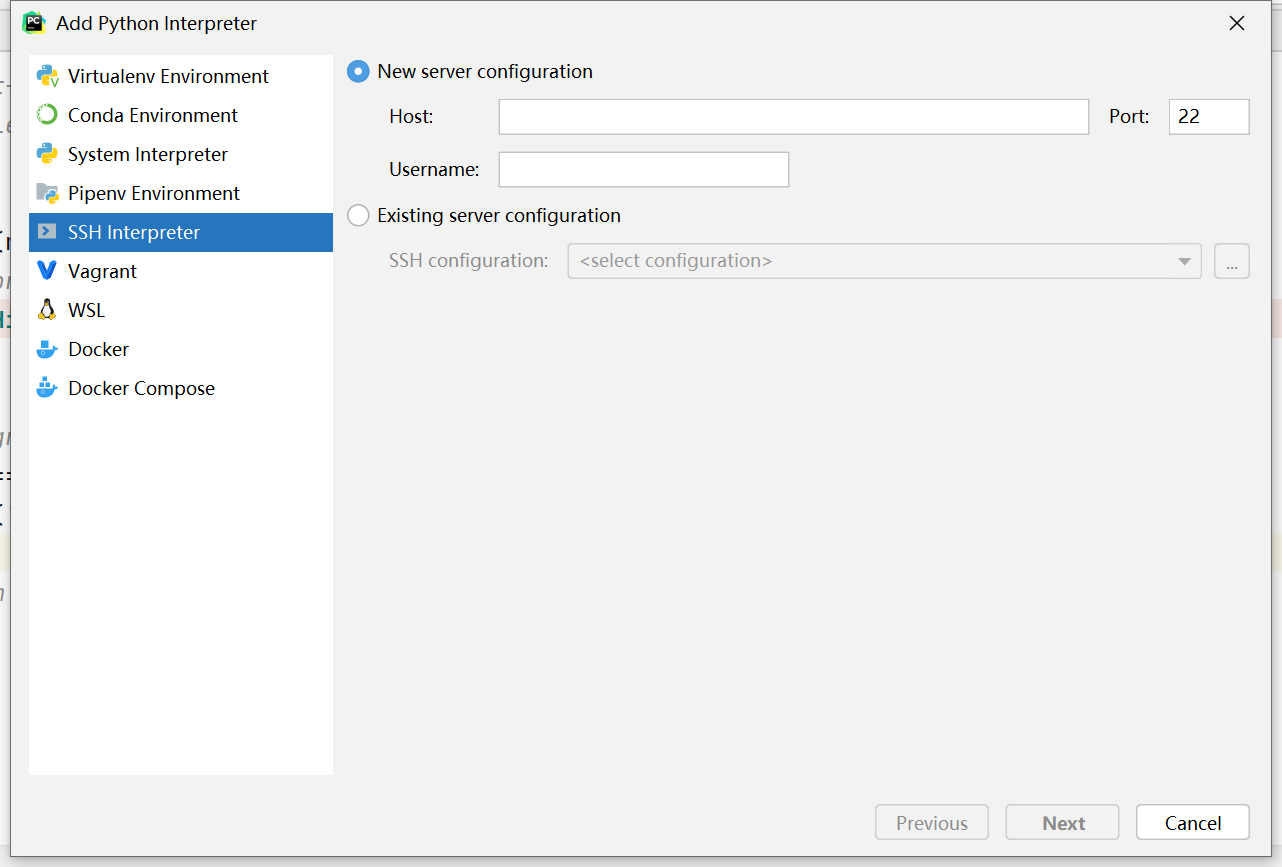 Add Python Interpreter
Virtualenv Environment
Conda Environment
System Interpreter
Pipenv Environment
SSH Interpreter
Vagrant
WSL
Docker
Docker Compose
New server configuration
Host:
Port: 22
Username:
Existing server configuration
SSH configuration: <select configuration> ...
Previous Next Cancel